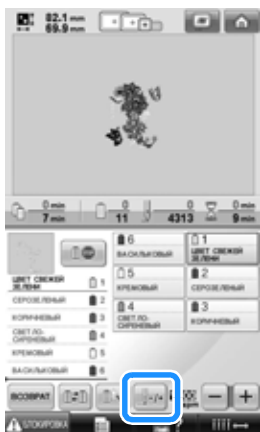 82.1 mm
69.9 mm
0 min
7 min
0
11
0
4313
0 min
9 min
ЦВЕТ СВЕЖЕЙ ЗЕЛЕНИ
1
СЕРОЗЕЛЕНЫЙ
2
КОРИЧНЕВЫЙ
3
СВЕТЛО-
СИРЕНЕВЫЙ
4
КРЕМОВЫЙ
5
ВАСИЛЬКОВЫЙ
6
6
ВАСИЛЬКОВЫЙ
1
ЦВЕТ СВЕЖЕЙ
ЗЕЛЕНИ
5
КРЕМОВЫЙ
2
СЕРОЗЕЛЕНЫЙ
4
СВЕТЛО-
СИРЕНЕВЫЙ
3
КОРИЧНЕВЫЙ
ВОЗВРАТ
-/+
−
+
БЛОКИРОВКА